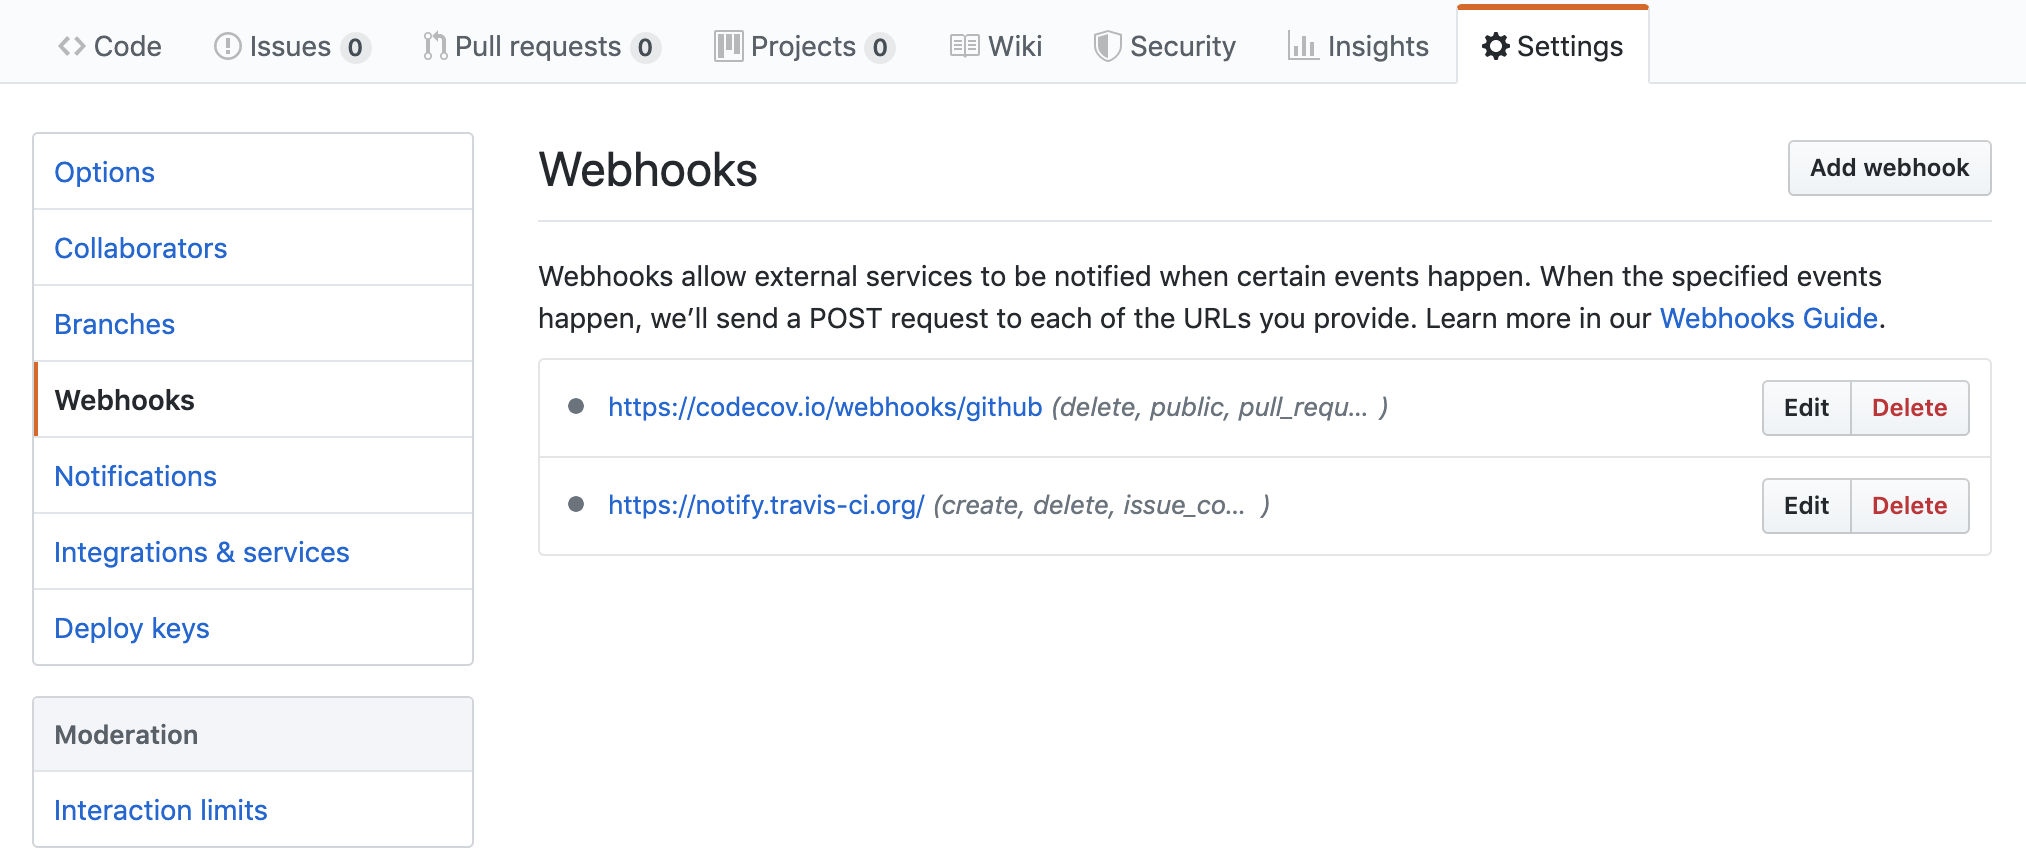 Code Issues 0 Pull requests 0 Projects 0 Wiki Security Insights Settings
Options
Collaborators
Branches
Webhooks
Notifications
Integrations & services
Deploy keys
Moderation
Interaction limits
Webhooks
Add webhook
Webhooks allow external services to be notified when certain events happen. When the specified events
happen, we’ll send a POST request to each of the URLs you provide. Learn more in our Webhooks Guide.
https://codecov.io/webhooks/github (delete, public, pull_requ... ) Edit Delete
https://notify.travis-ci.org/ (create, delete, issue_co... ) Edit Delete